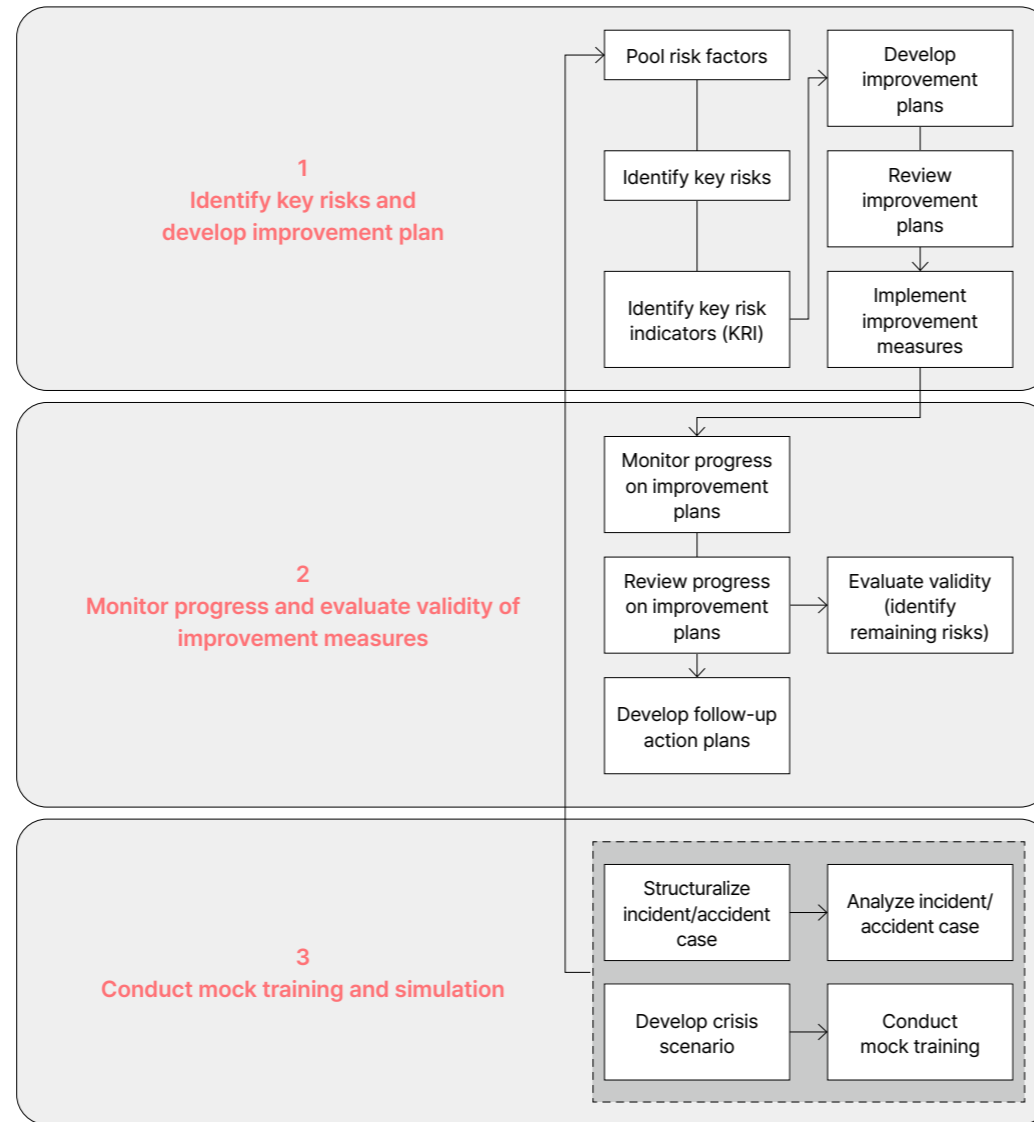 1
Identify key risks and
develop improvement plan
Pool risk factors
Identify key risks
Identify key risk
indicators (KRI)
Develop
improvement
plans
Review
improvement
plans
Implement
improvement
measures
2
Monitor progress and evaluate validity of
improvement measures
Monitor progress
on improvement
plans
Review progress
on improvement
plans
Evaluate validity
(identify
remaining risks)
Develop follow-up
action plans
3
Conduct mock training and simulation
Structuralize
incident/accident
case
Analyze incident/
accident case
Develop crisis
scenario
Conduct
mock training